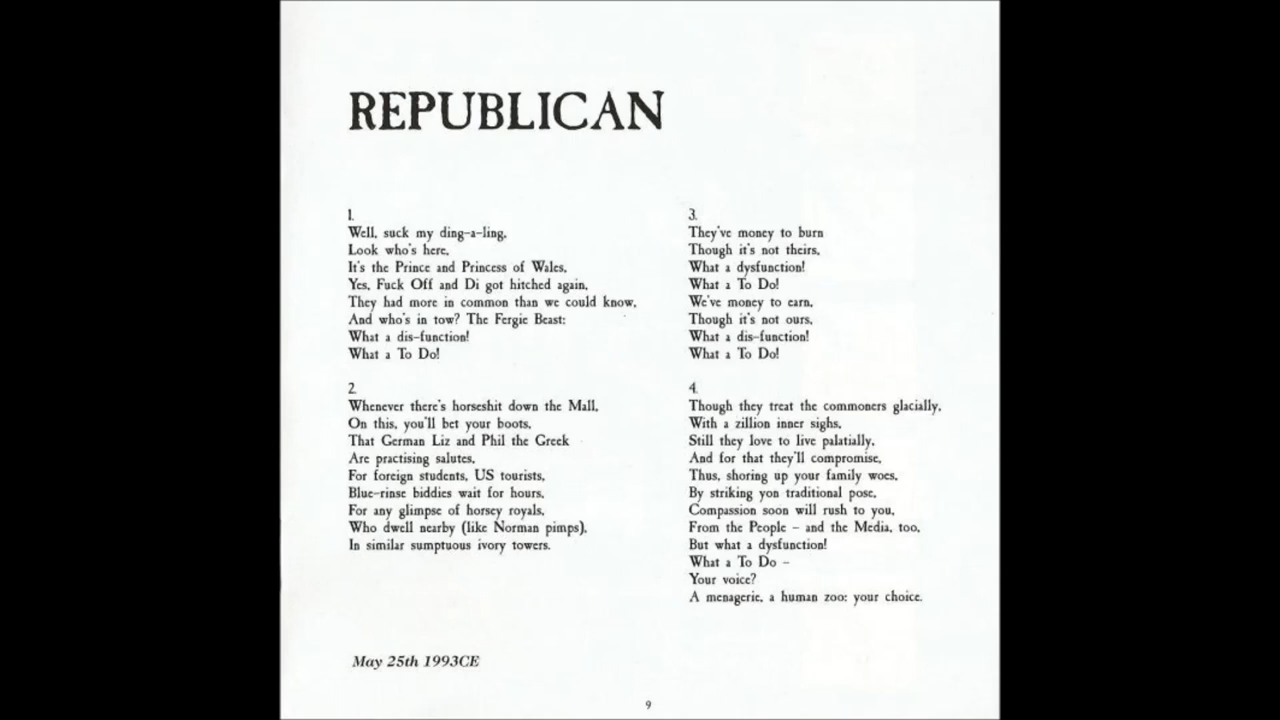 REPUBLICAN
1.
Well, suck my ding-a-ling,
Look who's here,
It's the Prince and Princess of Wales,
Yes, Fuck Off and Di got hitched again,
They had more in common than we could know,
And who's in tow? The Fergie Beast:
What a dis-function!
What a To Do!
2.
Whenever there's horseshit down the Mall,
On this, you'll bet your boots,
That German Liz and Phil the Greek
Are practising salutes,
For foreign students, US tourists,
Blue-rinse biddies wait for hours,
For any glimpse of horsey royals,
Who dwell nearby (like Norman pimps),
In similar sumptuous ivory towers.
3.
They've money to burn
Though it's not theirs,
What a dysfunction!
What a To Do!
We've money to earn,
Though it's not ours,
What a dis-function!
What a To Do!
4.
Though they treat the commoners glacially,
With a zillion inner sighs,
Still they love to live palatially,
And for that they'll compromise,
Thus, shoring up your family woes,
By striking yon traditional pose,
Compassion soon will rush to you,
From the People - and the Media, too,
But what a dysfunction!
What a To Do -
Your voice?
A menagerie, a human zoo: your choice.
May 25th 1993CE
9